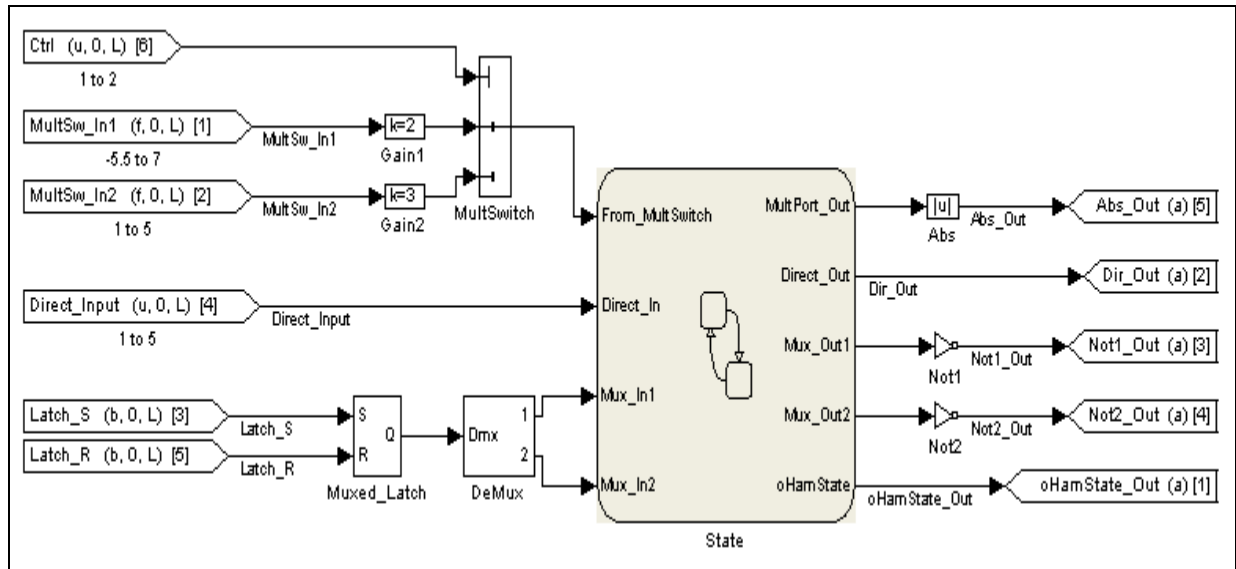 Ctrl (u, 0, L) [6]
1 to 2
MultSw_In1 (f, 0, L) [1]
MultSw_In1
-5.5 to 7
k=2
Gain1
MultSw_In2 (f, 0, L) [2]
MultSw_In2
1 to 5
k=3
Gain2
MultSwitch
Direct_Input (u, 0, L) [4]
Direct_Input
1 to 5
Latch_S (b, 0, L) [3]
Latch_S
Latch_R (b, 0, L) [5]
Latch_R
S
R
Q
Muxed_Latch
Dmx
1
2
DeMux
From_MultSwitch
Direct_In
Mux_In1
Mux_In2
MultPort_Out
Direct_Out
Mux_Out1
Mux_Out2
oHamState
State
|u|
Abs
Abs_Out
Abs_Out (a) [5]
Dir_Out
Dir_Out (a) [2]
Not1
Not1_Out
Not1_Out (a) [3]
Not2
Not2_Out
Not2_Out (a) [4]
oHamState_Out
oHamState_Out (a) [1]